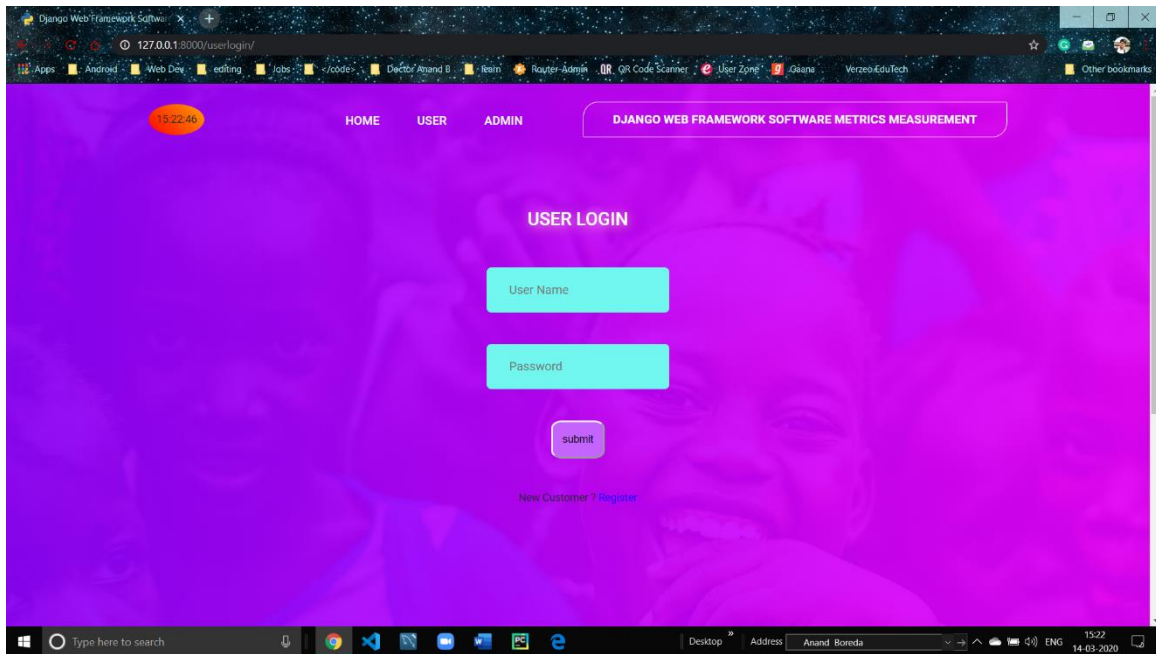 Django Web Framework Softwar
127.0.0.1:8000/userlogin/
Apps Android Web Dev editing Jobs </code> Doctor Anand B learn Router-Admin QR Code Scanner User Zone Gaana Verzeo EduTech Other bookmarks
15:22:46 HOME USER ADMIN DJANGO WEB FRAMEWORK SOFTWARE METRICS MEASUREMENT
USER LOGIN
User Name
Password
submit
New Customer ? Register
Type here to search Desktop » Address Anand Boreda ENG 15:22
14-03-2020